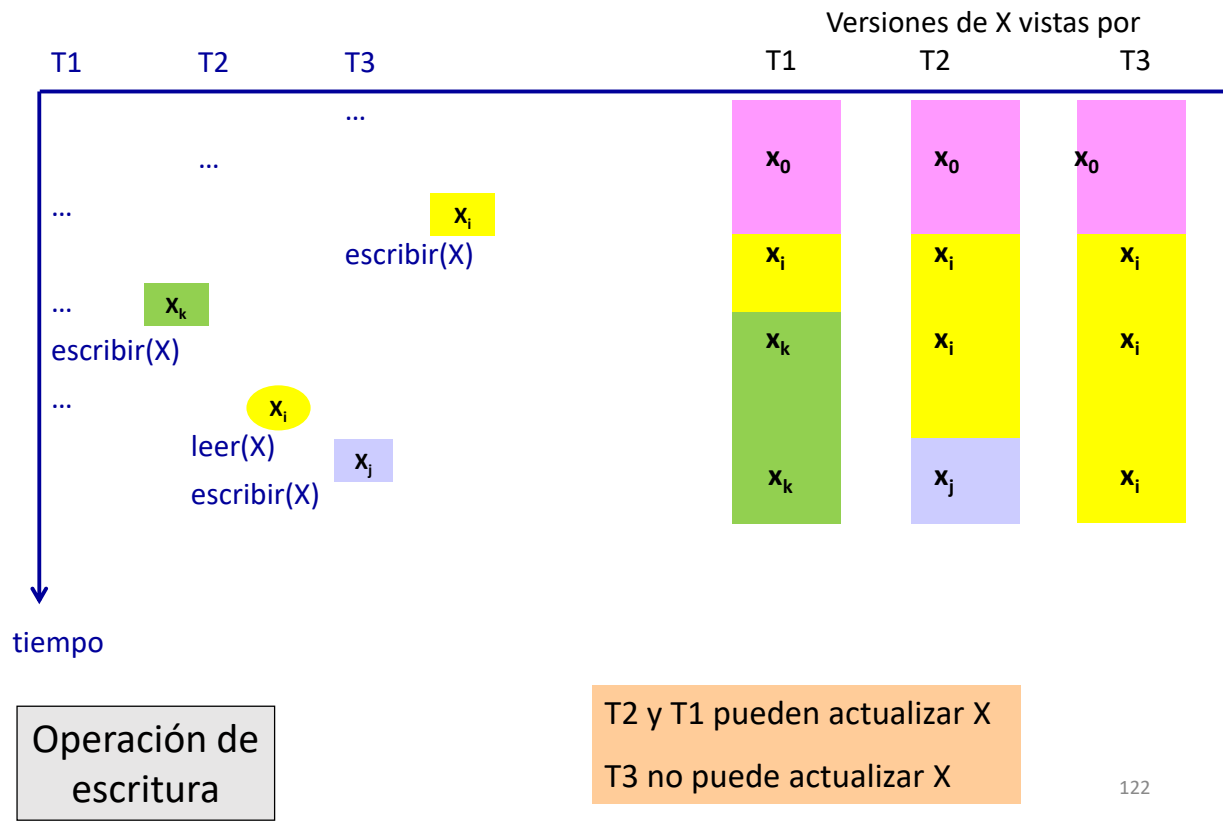 Versiones de X vistas por
T1 T2 T3 T1 T2 T3
...
... x₀ x₀ x₀
... Xᵢ
escribir(X) xᵢ xᵢ xᵢ
... Xₖ
escribir(X) xₖ xᵢ xᵢ
... Xᵢ
leer(X)
Xⱼ
escribir(X) xₖ xⱼ xᵢ
tiempo
Operación de
escritura
T2 y T1 pueden actualizar X
T3 no puede actualizar X
122